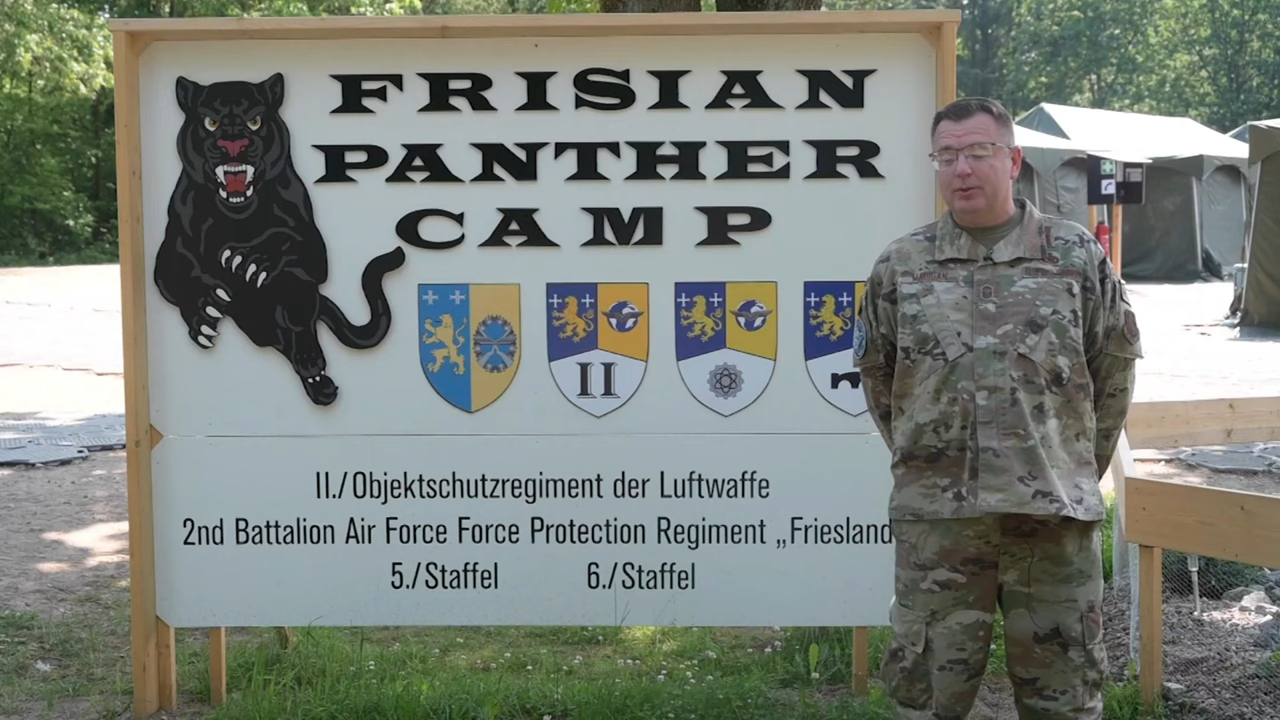 FRISIAN
PANTHER
CAMP
II
II./Objektschutzregiment der Luftwaffe
2nd Battalion Air Force Force Protection Regiment „Friesland
5./Staffel 6./Staffel